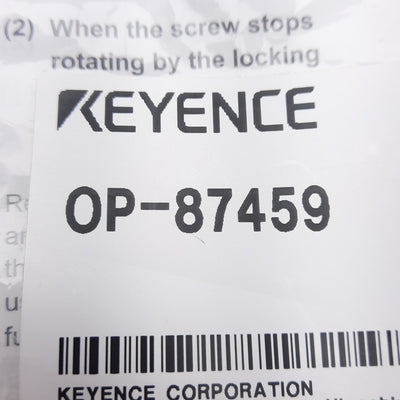 (2) When the screw stops
rotating by the locking
KEYENCE
OP-87459
KEYENCE CORPORATION